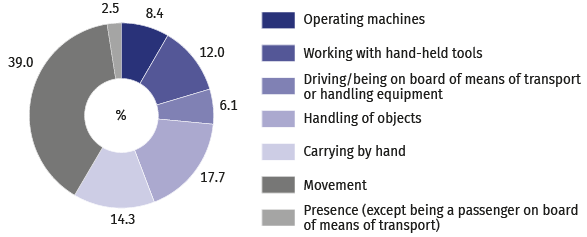 2.5
8.4
39.0
12.0
6.1
%
17.7
14.3
Operating machines
Working with hand-held tools
Driving/being on board of means of transport
or handling equipment
Handling of objects
Carrying by hand
Movement
Presence (except being a passenger on board
of means of transport)